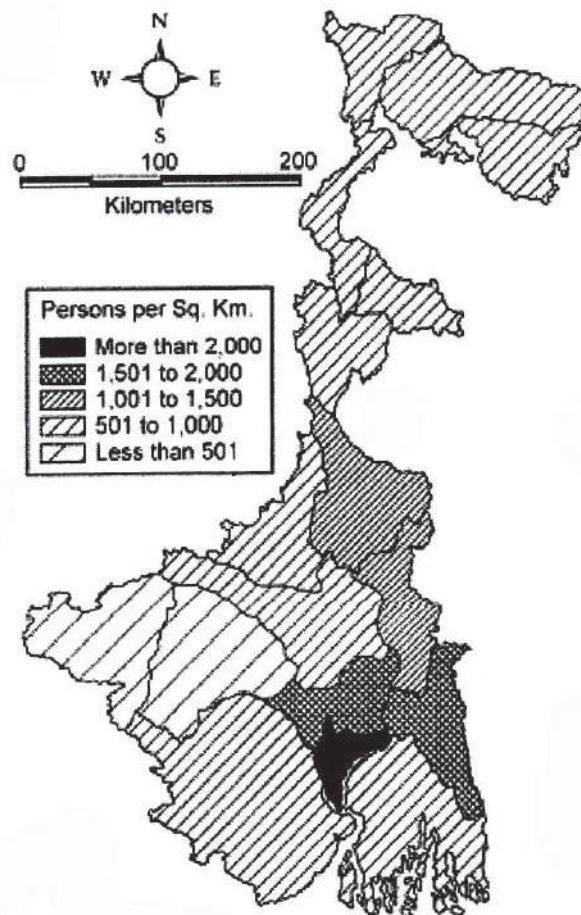 N
W E
S
0 100 200
Kilometers
Persons per Sq. Km.
More than 2,000
1,501 to 2,000
1,001 to 1,500
501 to 1,000
Less than 501